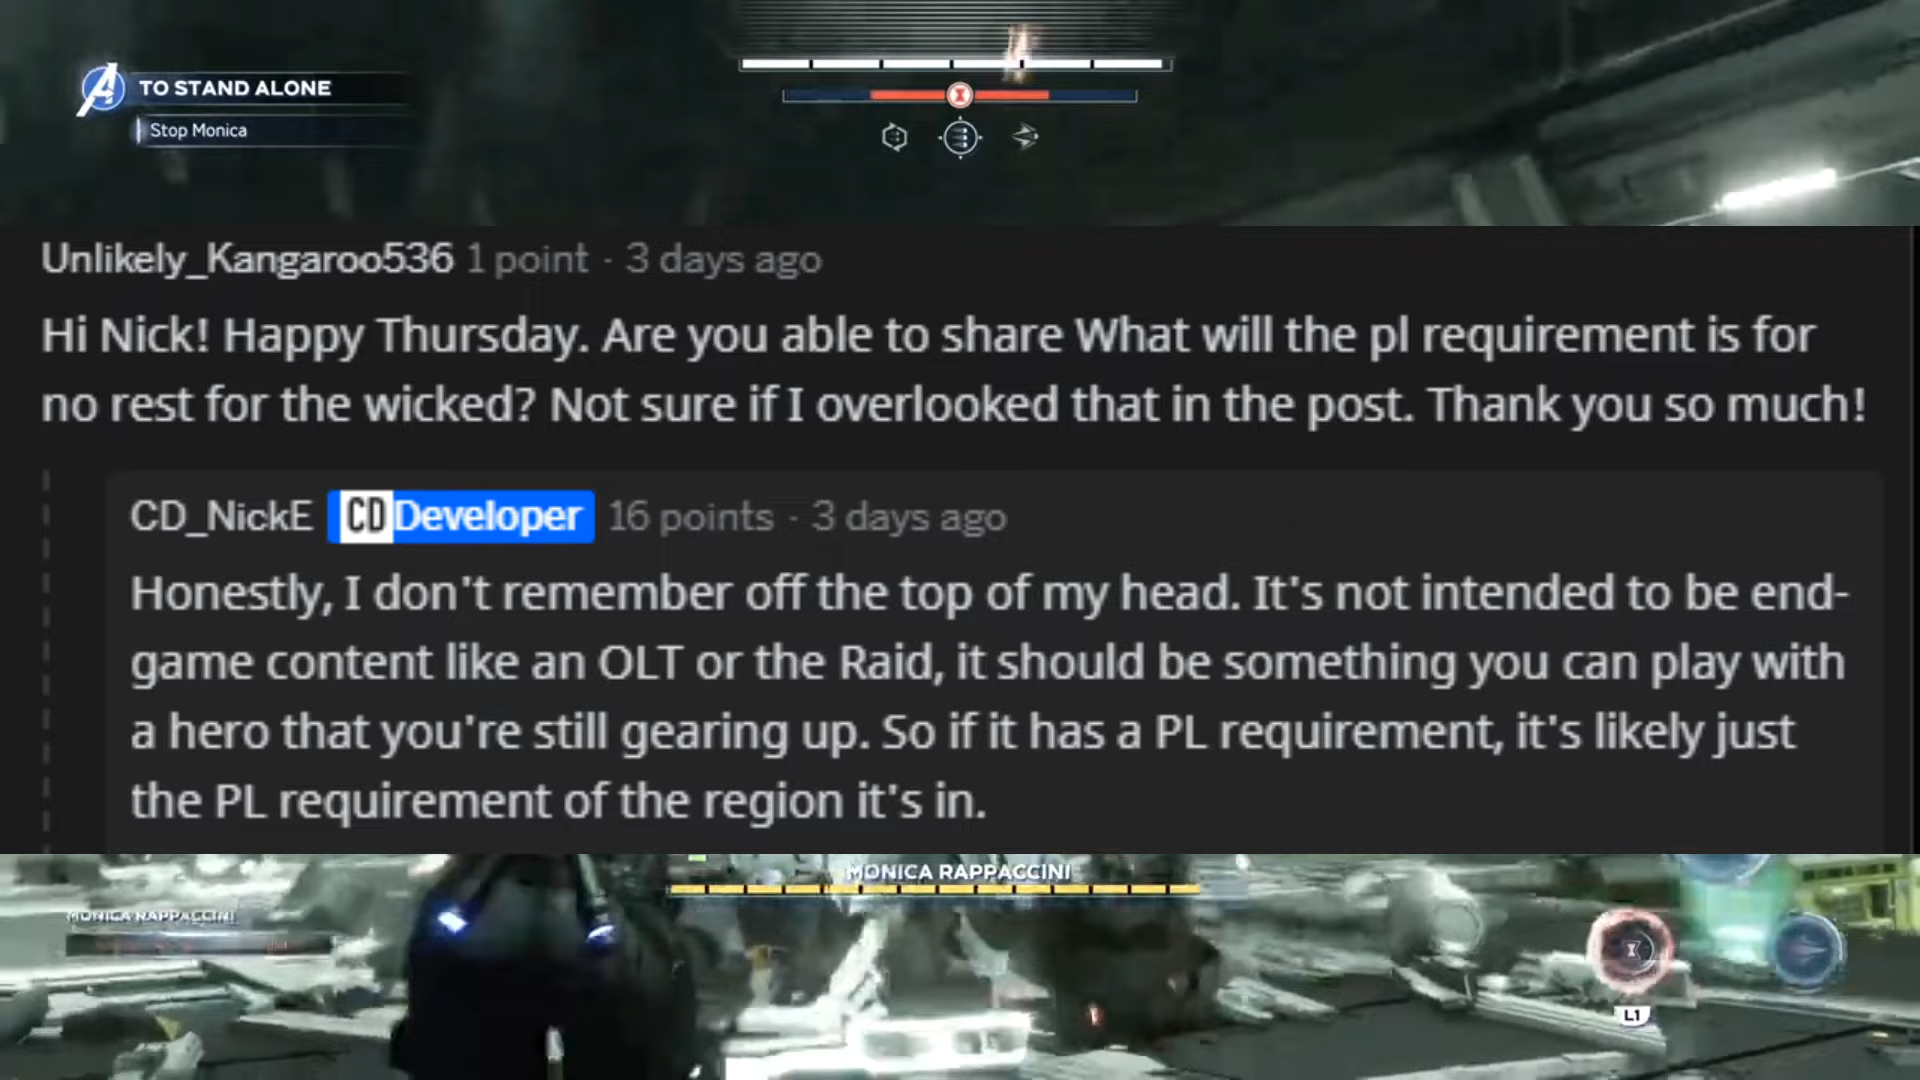 TO STAND ALONE
Stop Monica
Unlikely_Kangaroo536 1 point · 3 days ago
Hi Nick! Happy Thursday. Are you able to share What will the pl requirement is for
no rest for the wicked? Not sure if I overlooked that in the post. Thank you so much!
CD_NickE CD Developer 16 points · 3 days ago
Honestly, I don't remember off the top of my head. It's not intended to be end-
game content like an OLT or the Raid, it should be something you can play with
a hero that you're still gearing up. So if it has a PL requirement, it's likely just
the PL requirement of the region it's in.
MONICA RAPPACCINI
MONICA RAPPACCINI
L1